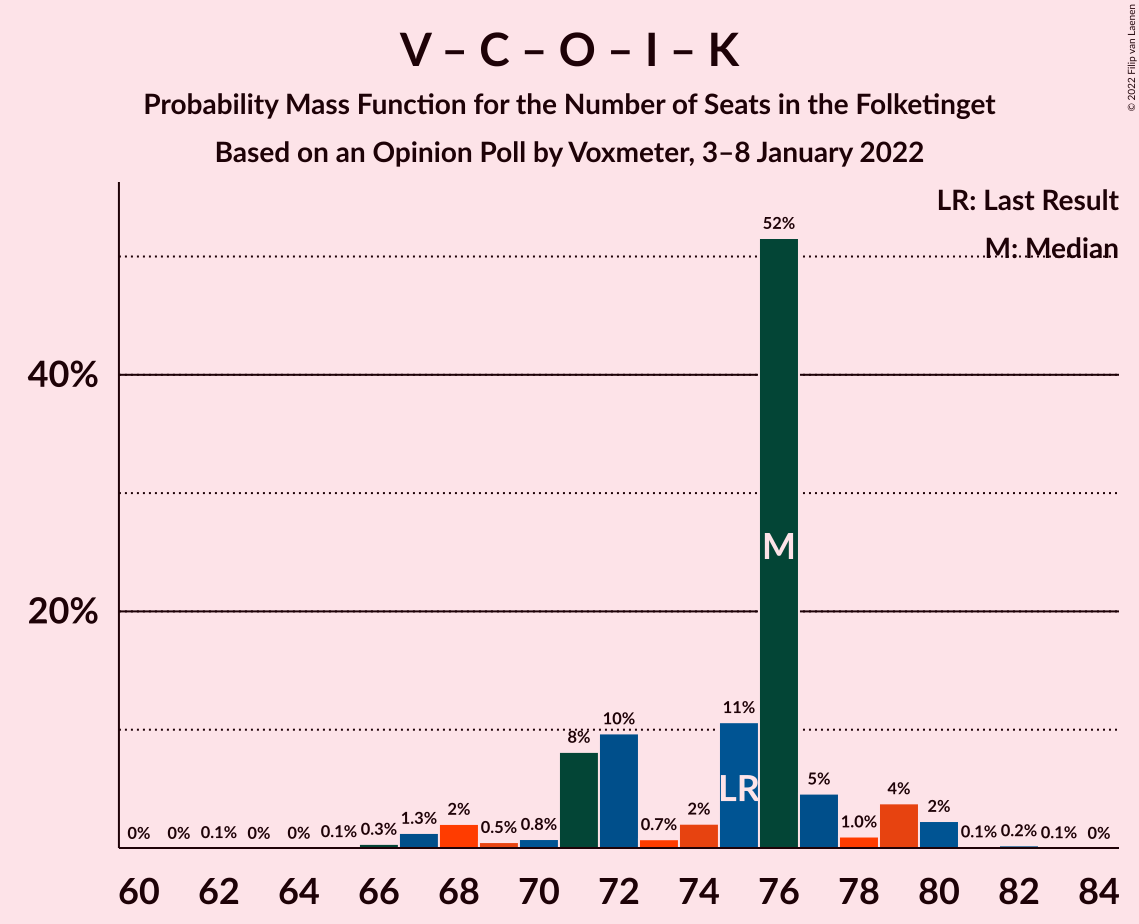 V – C – O – I – K
Probability Mass Function for the Number of Seats in the Folketinget
Based on an Opinion Poll by Voxmeter, 3–8 January 2022
© 2022 Filip van Laenen
LR: Last Result
M: Median
40%
20%
0% 0% 0.1% 0% 0% 0.1% 0.3% 1.3% 2% 0.5% 0.8% 8% 10% 0.7% 2% 11% 52% 5% 1.0% 4% 2% 0.1% 0.2% 0.1% 0%
LR
M
60 62 64 66 68 70 72 74 76 78 80 82 84